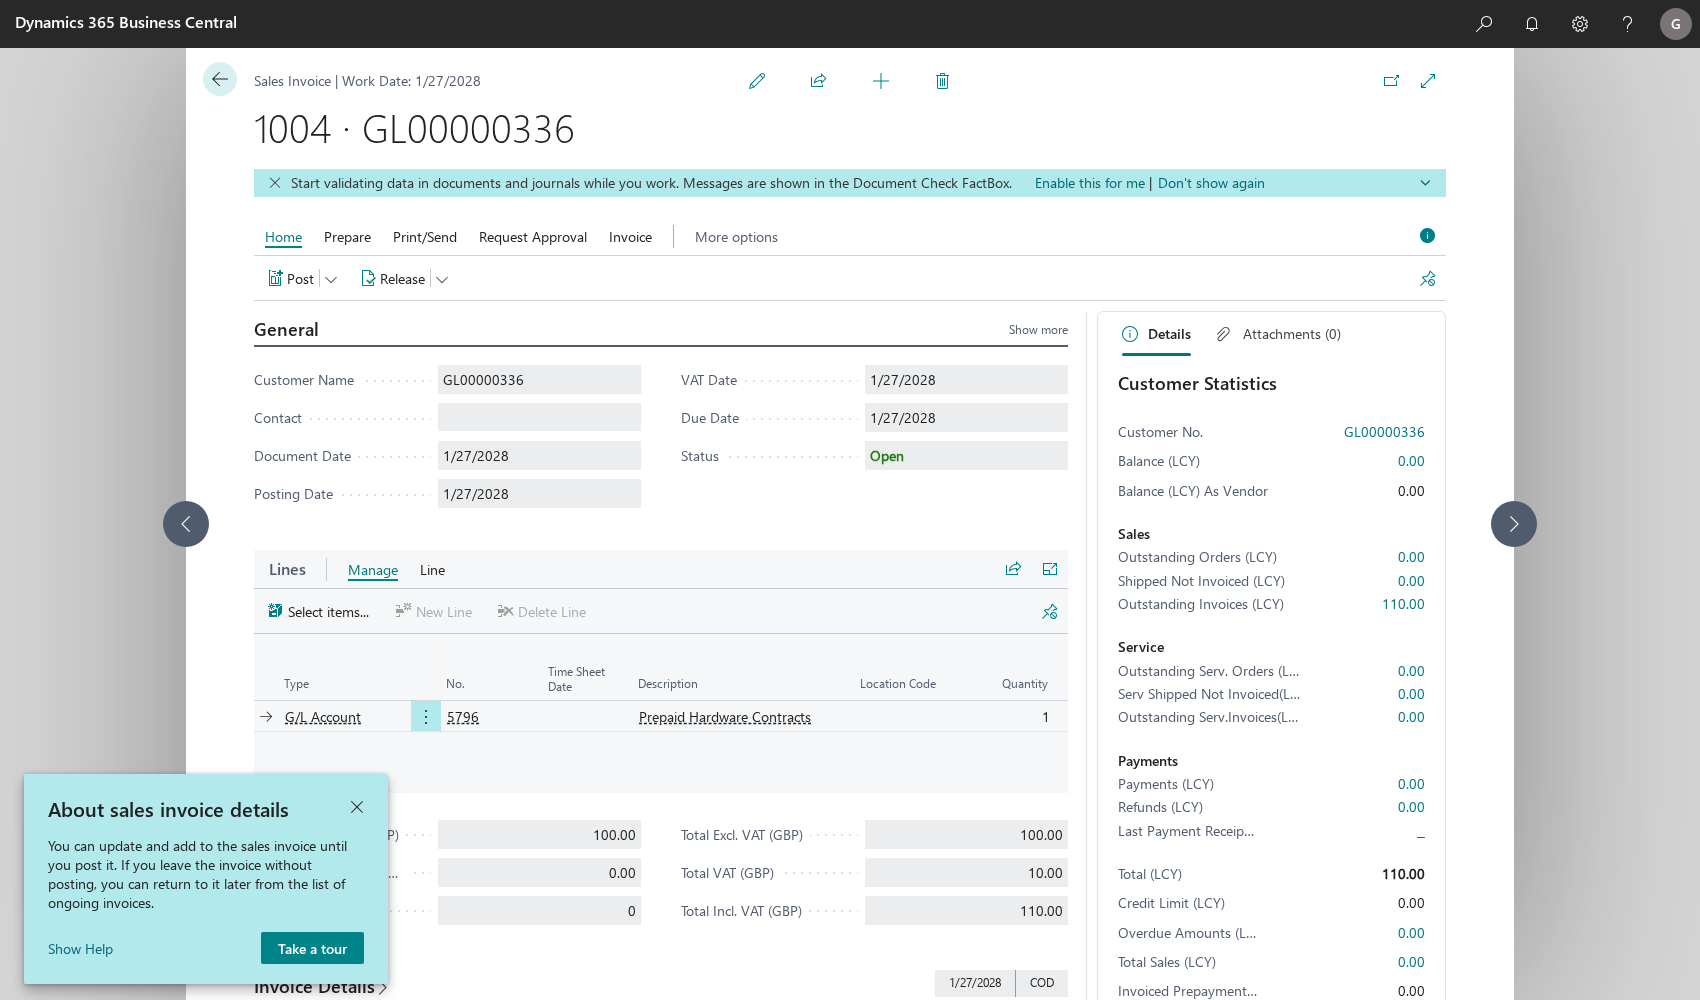 Dynamics 365 Business Central
G
Sales Invoice | Work Date: 1/27/2028
1004 · GL00000336
Start validating data in documents and journals while you work. Messages are shown in the Document Check FactBox. Enable this for me | Don't show again
Home Prepare Print/Send Request Approval Invoice More options
Post Release
General Show more
Customer Name GL00000336
Contact
Document Date 1/27/2028
Posting Date 1/27/2028
VAT Date 1/27/2028
Due Date 1/27/2028
Status Open
Lines Manage Line
Select items... New Line Delete Line
Type No. Time Sheet Date Description Location Code Quantity
G/L Account 5796 Prepaid Hardware Contracts 1
P) 100.00
... 0.00
0
Total Excl. VAT (GBP) 100.00
Total VAT (GBP) 10.00
Total Incl. VAT (GBP) 110.00
Invoice Details 1/27/2028 COD
About sales invoice details
You can update and add to the sales invoice until
you post it. If you leave the invoice without
posting, you can return to it later from the list of
ongoing invoices.
Show Help Take a tour
Details Attachments (0)
Customer Statistics
Customer No. GL00000336
Balance (LCY) 0.00
Balance (LCY) As Vendor 0.00
Sales
Outstanding Orders (LCY) 0.00
Shipped Not Invoiced (LCY) 0.00
Outstanding Invoices (LCY) 110.00
Service
Outstanding Serv. Orders (L... 0.00
Serv Shipped Not Invoiced(L... 0.00
Outstanding Serv.Invoices(L... 0.00
Payments
Payments (LCY) 0.00
Refunds (LCY) 0.00
Last Payment Receip... _
Total (LCY) 110.00
Credit Limit (LCY) 0.00
Overdue Amounts (L... 0.00
Total Sales (LCY) 0.00
Invoiced Prepayment... 0.00